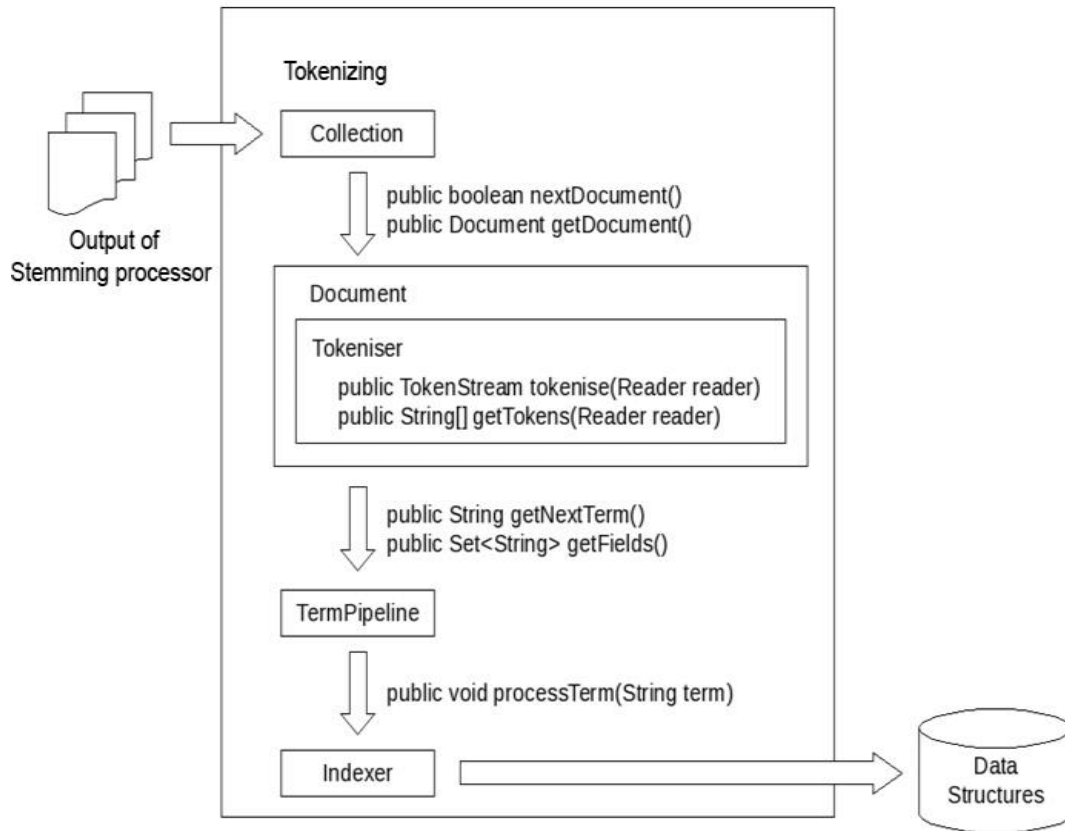 Tokenizing
Collection
public boolean nextDocument()
public Document getDocument()
Output of
Stemming processor
Document
Tokeniser
public TokenStream tokenise(Reader reader)
public String[] getTokens(Reader reader)
public String getNextTerm()
public Set<String> getFields()
TermPipeline
public void processTerm(String term)
Indexer
Data
Structures